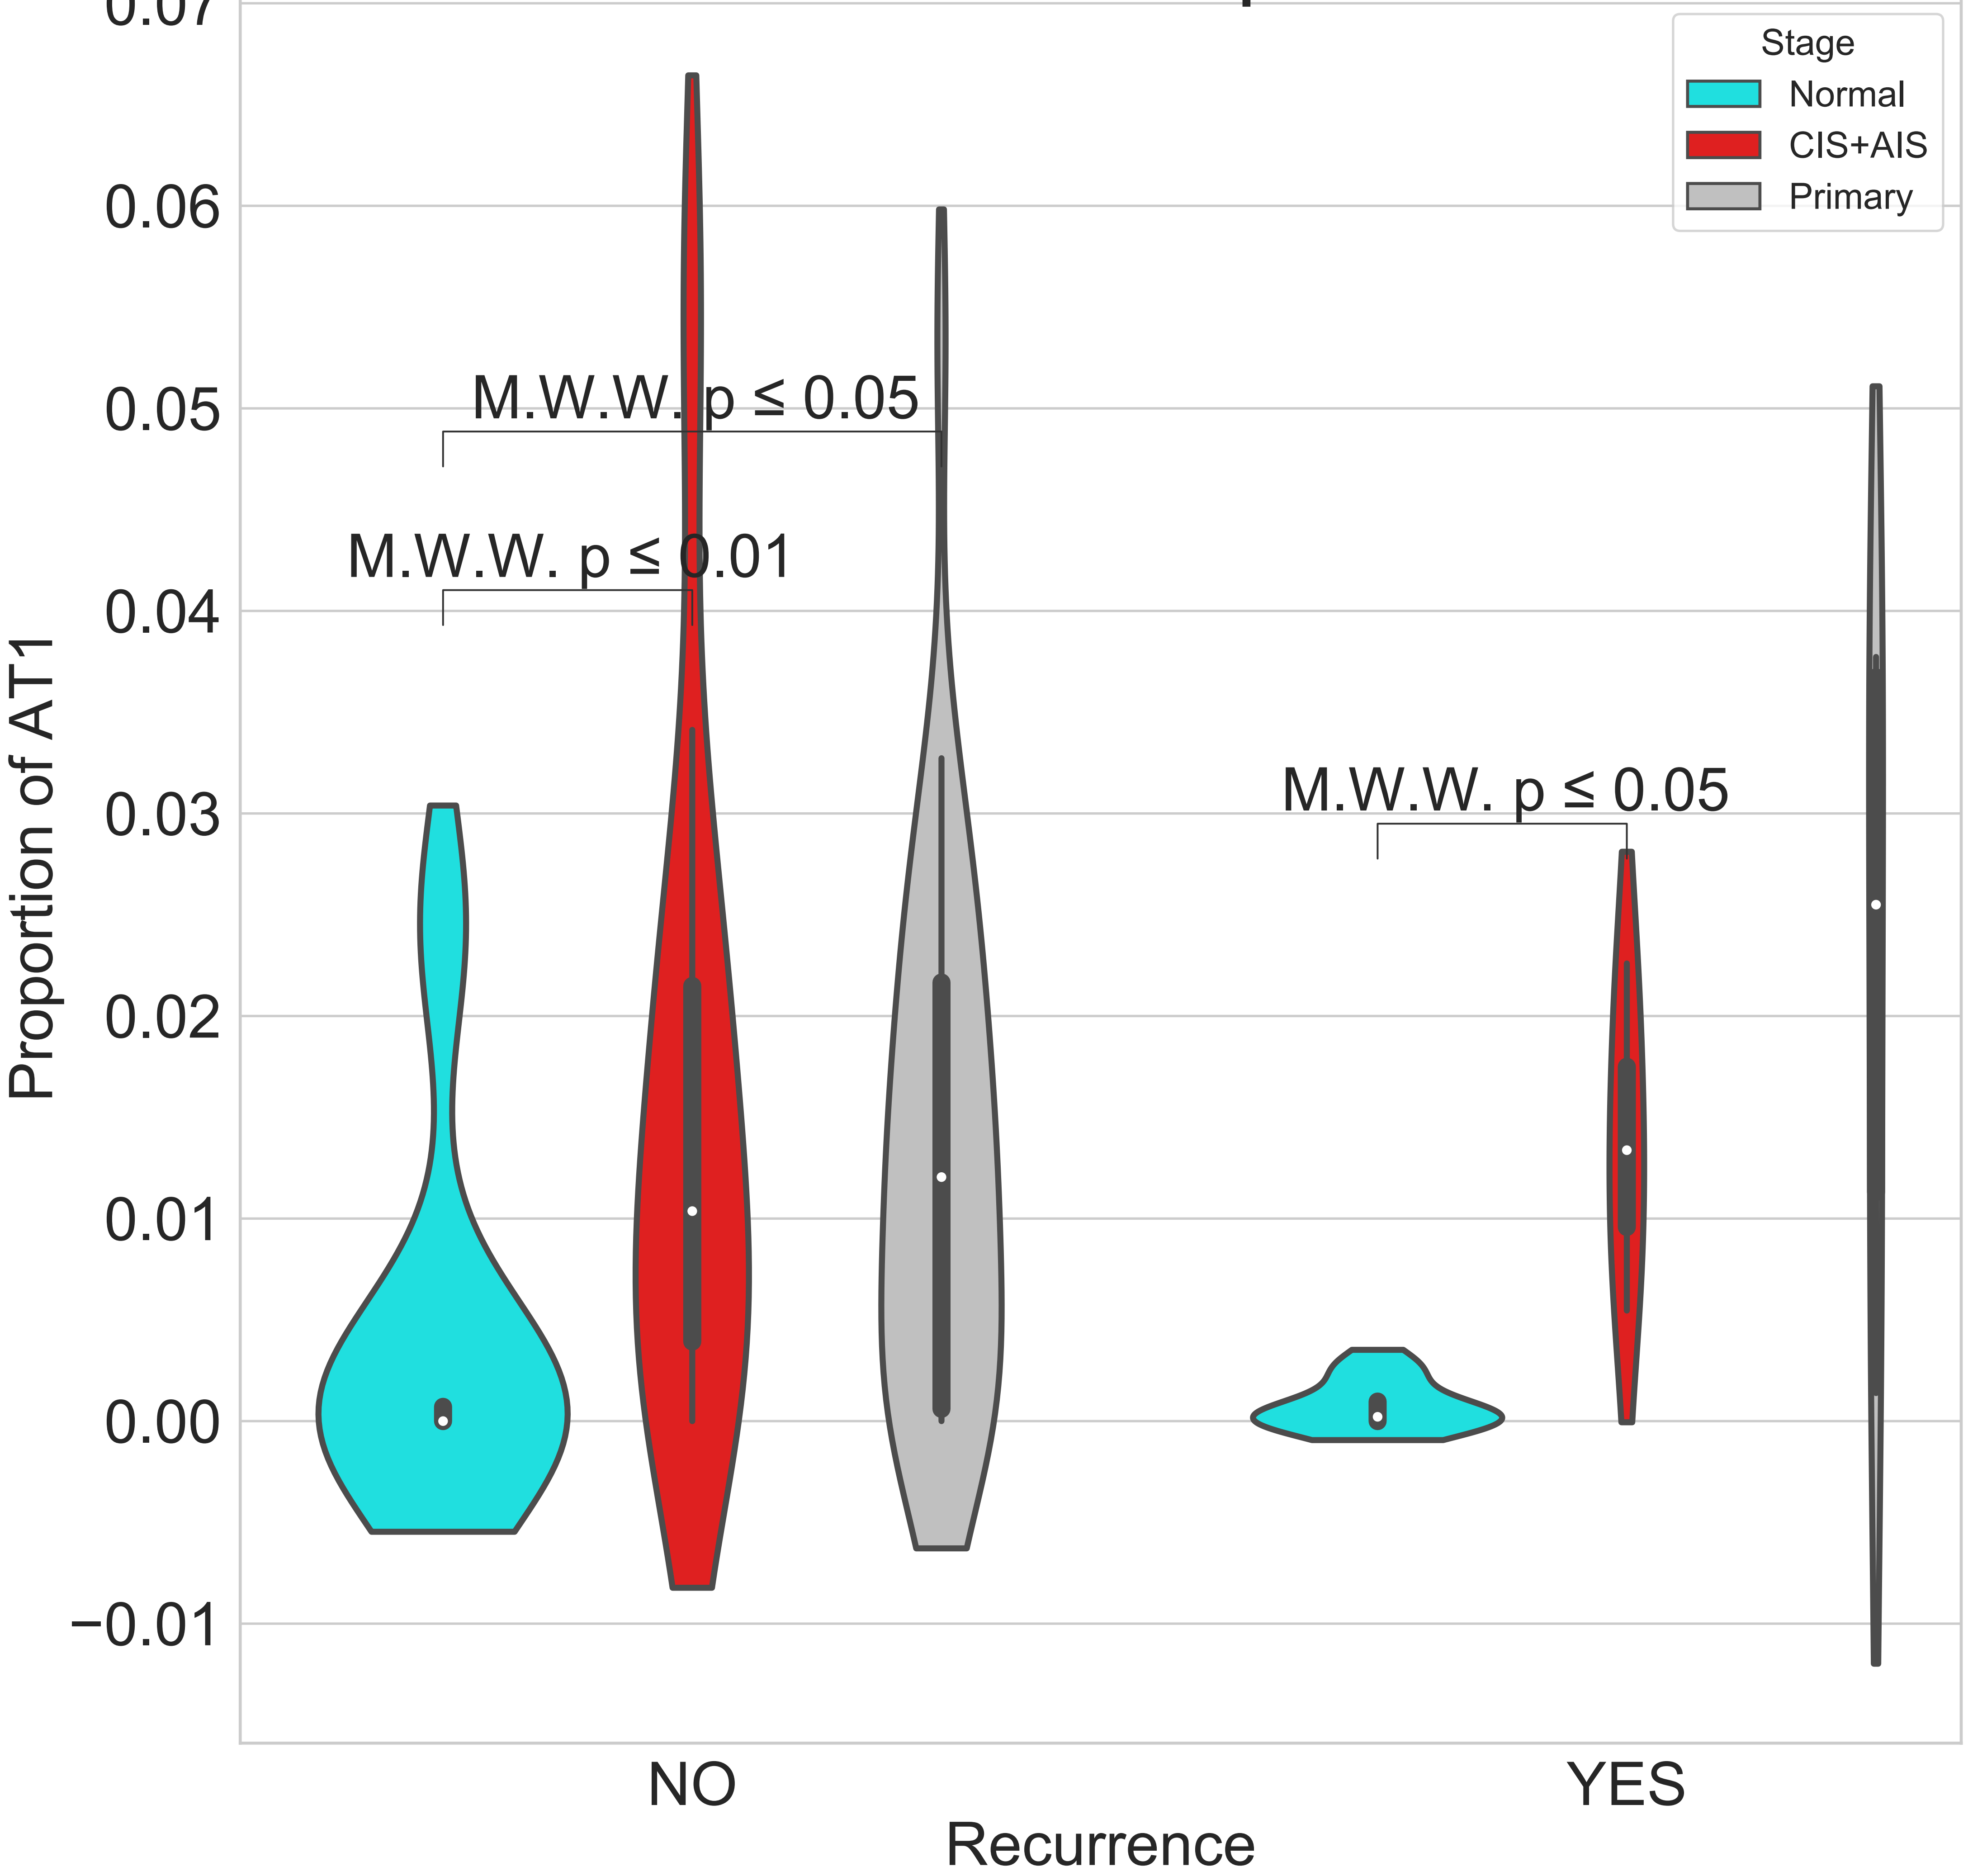 0.07
Stage
Normal
CIS+AIS
Primary
0.06
M.W.W. p ≤ 0.05
0.05
M.W.W. p ≤ 0.01
0.04
Proportion of AT1
M.W.W. p ≤ 0.05
0.03
0.02
0.01
0.00
−0.01
NO
YES
Recurrence